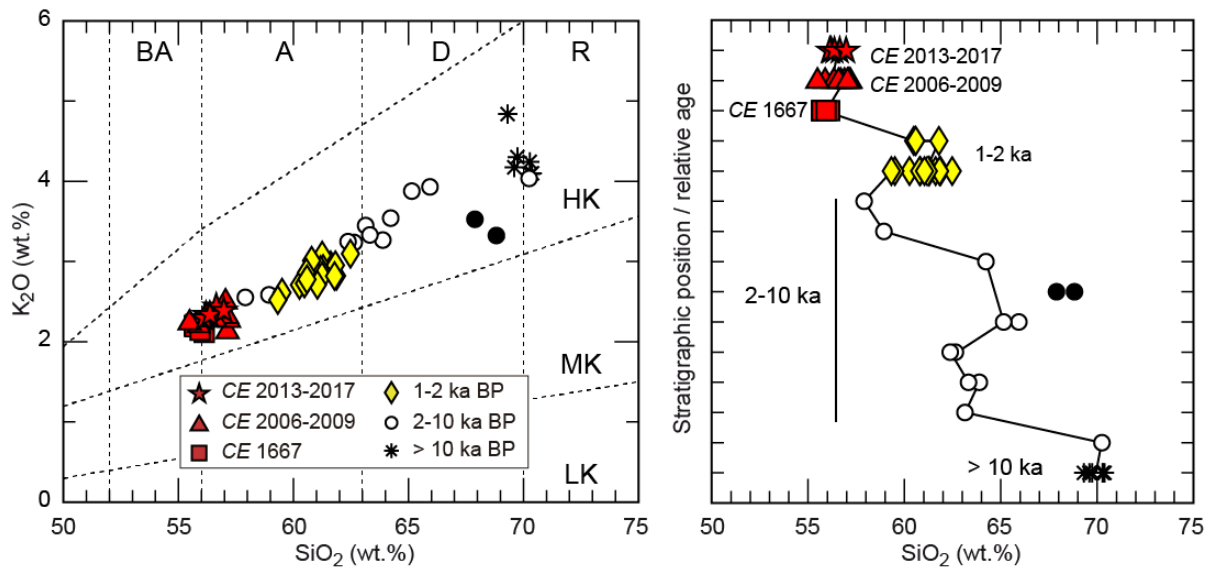 6
4
2
0
K2O (wt.%)
BA
A
D
R
HK
MK
LK
CE 2013-2017
CE 2006-2009
CE 1667
1-2 ka BP
2-10 ka BP
> 10 ka BP
50
55
60
65
70
75
SiO2 (wt.%)
Stratigraphic position / relative age
CE 2013-2017
CE 2006-2009
CE 1667
1-2 ka
2-10 ka
> 10 ka
50
55
60
65
70
75
SiO2 (wt.%)